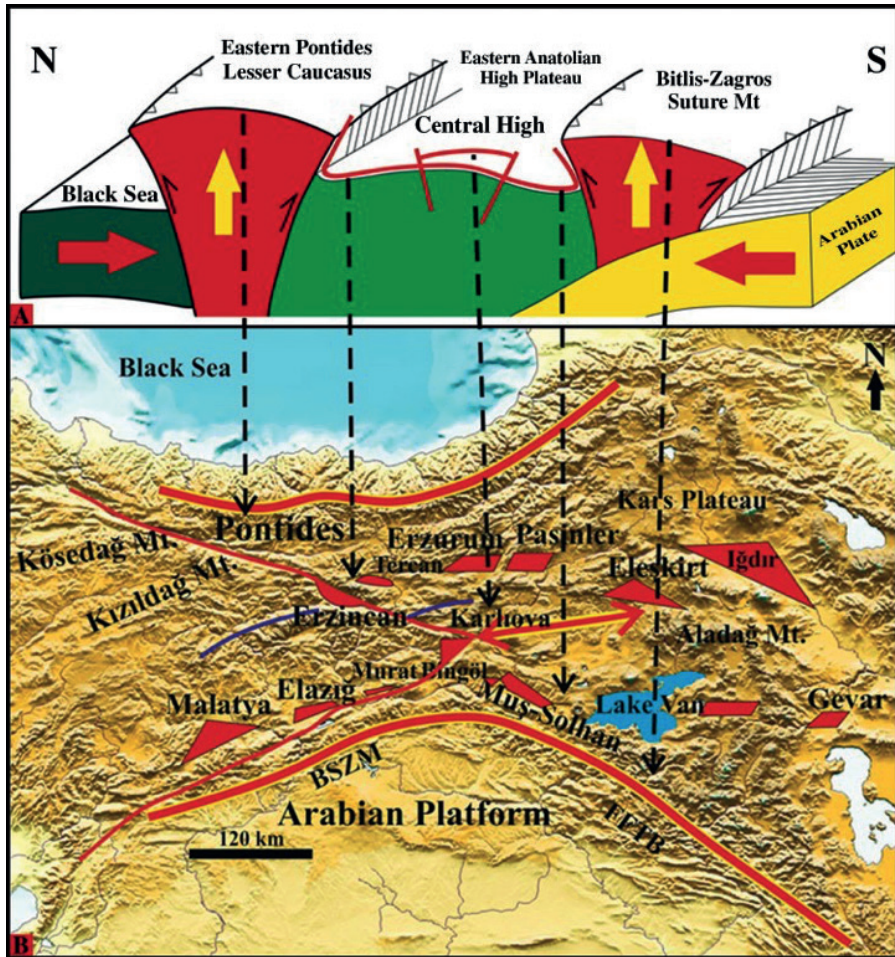 N
Eastern Pontides
Lesser Caucasus
Eastern Anatolian
High Plateau
Central High
Bitlis-Zagros
Suture Mt
S
Black Sea
Arabian
Plate
A
Black Sea
N
Kars Plateau
Pontides
Kösedağ Mt.
Kızıldağ Mt.
Erzurum
Pasinler
Tercan
Eleşkirt
Iğdır
Erzincan
Karlıova
Aladağ Mt.
Murat
Bingöl
Malatya
Elazığ
Muş-Solhan
Lake Van
Gevar
BSZM
Arabian Platform
FFTB
120 km
B